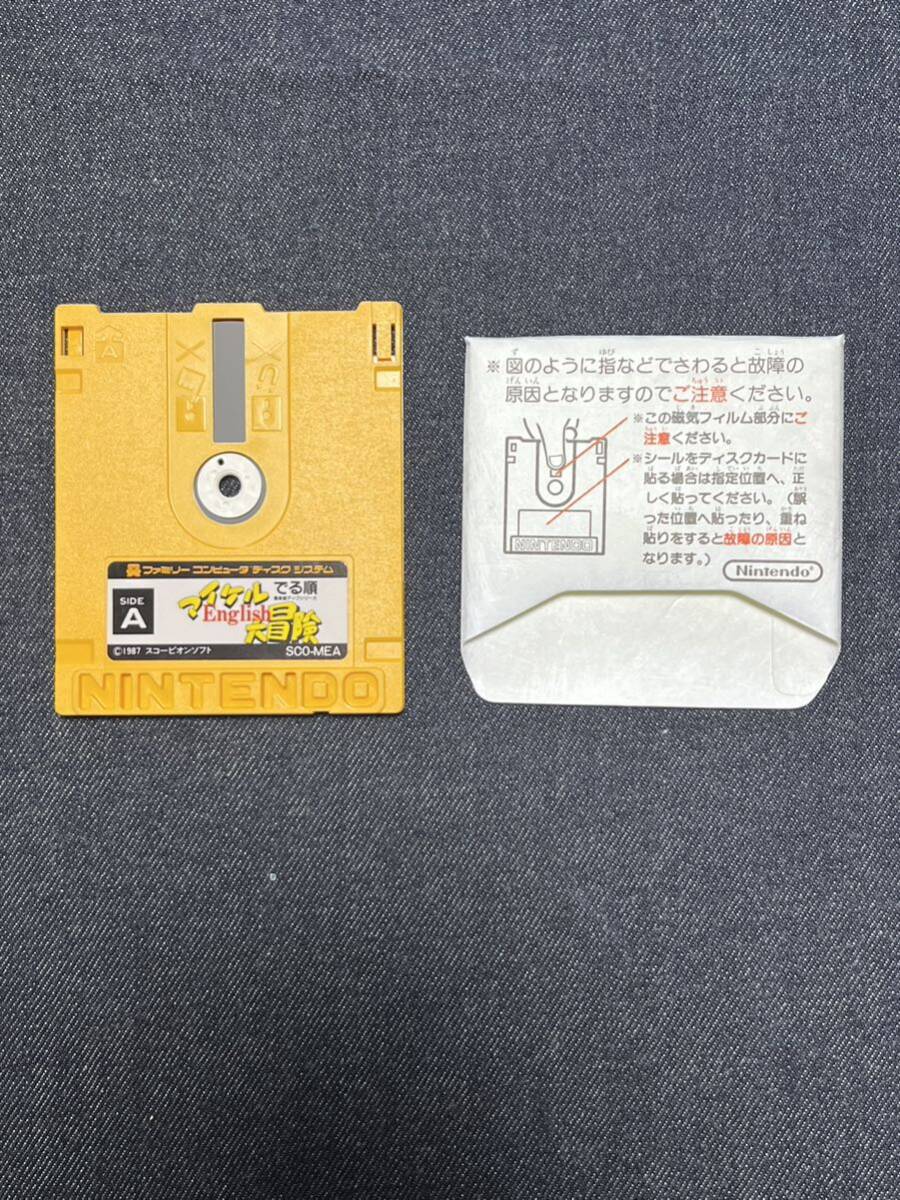 A
ファミリー コンピュータ ディスク システム
SIDE
A
マイケル
English
大冒険
でる順
©1987 スコーピオンソフト
SCO-MEA
NINTENDO
※図のように指などでさわると故障の
原因となりますのでご注意ください。
※この磁気フィルム部分にご
注意ください。
※シールをディスクカードに
貼る場合は指定位置へ、正
しく貼ってください。（誤
った位置へ貼ったり、重ね
貼りをすると故障の原因と
なります。）
NINTENDO
Nintendo®